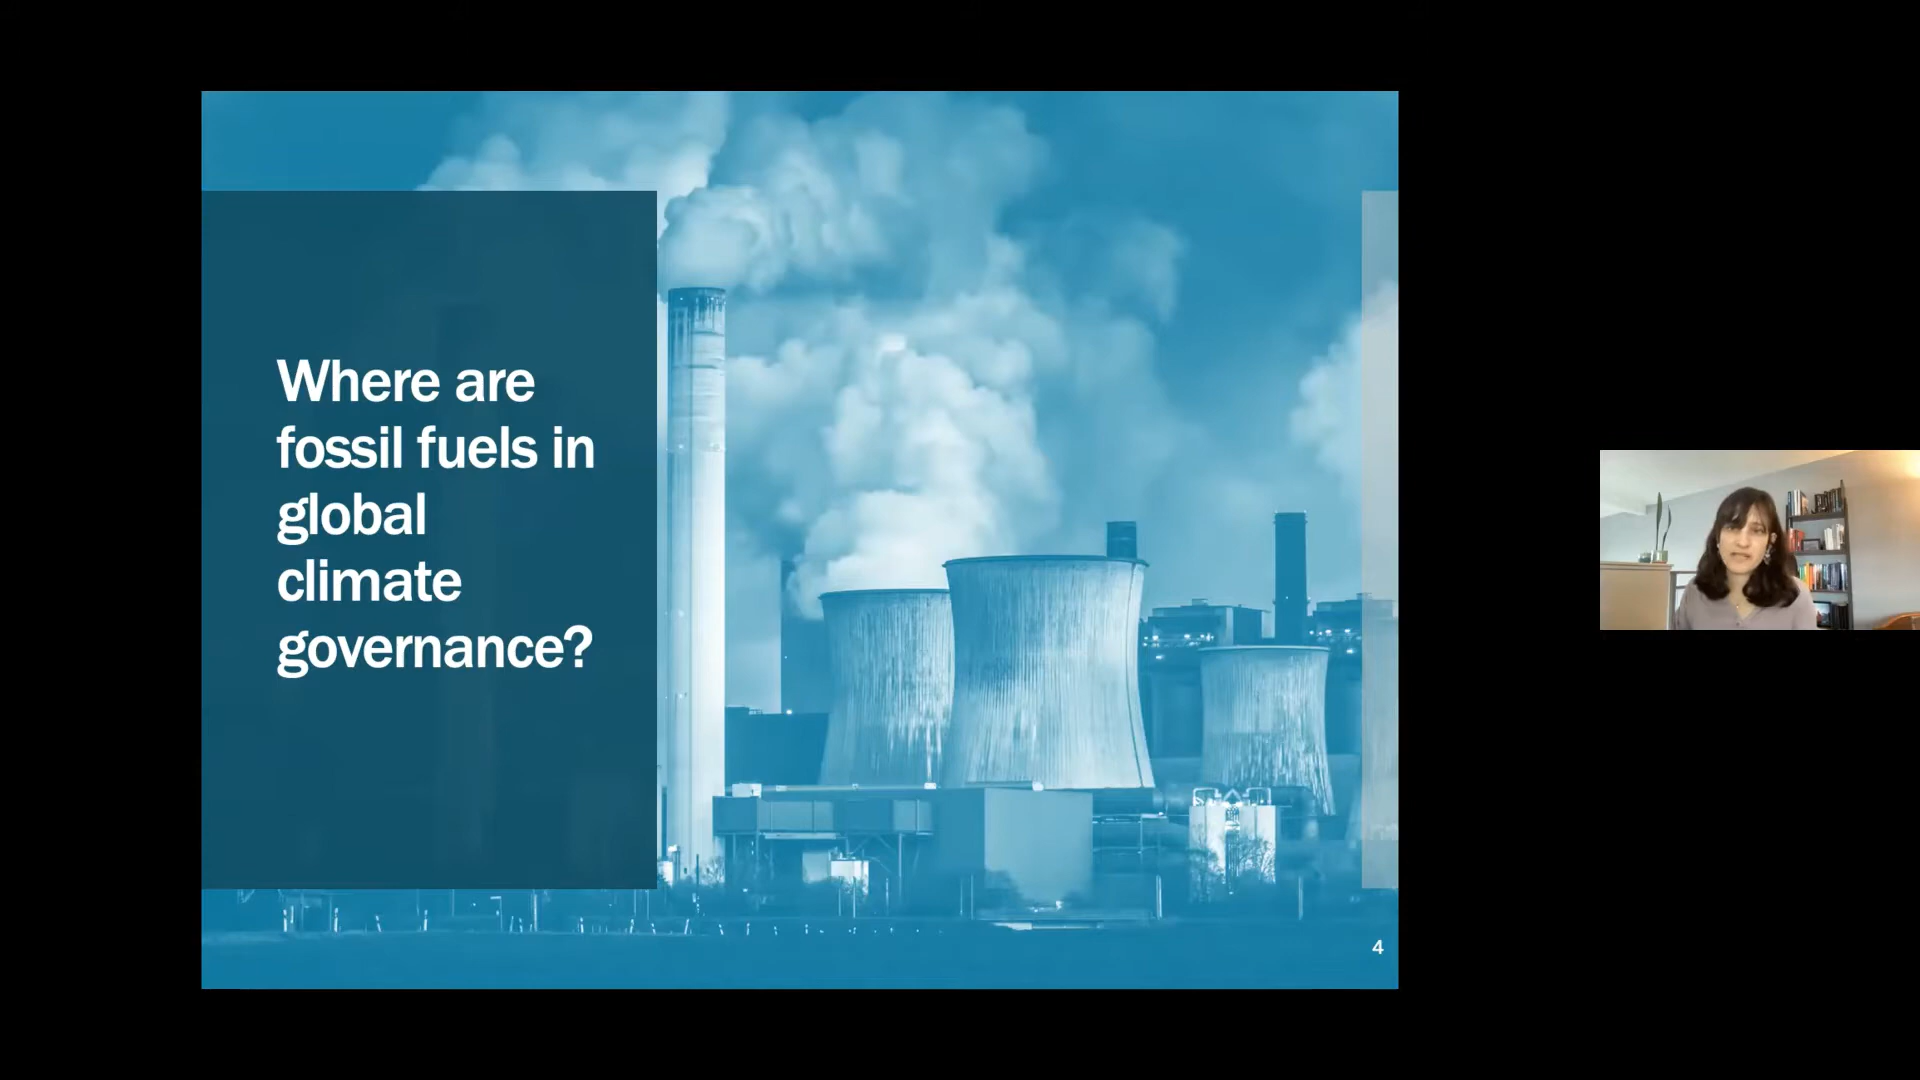 Where are
fossil fuels in
global
climate
governance?
4